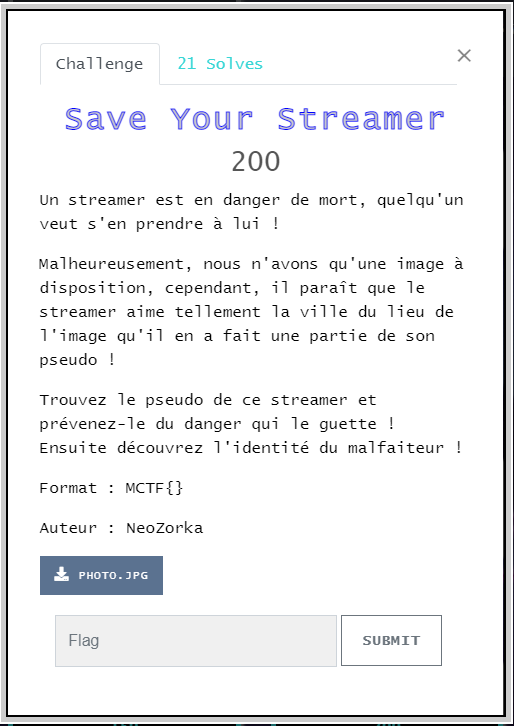 Challenge
21 Solves
×
Save Your Streamer
200
Un streamer est en danger de mort, quelqu'un
veut s'en prendre à lui !
Malheureusement, nous n'avons qu'une image à
disposition, cependant, il paraît que le
streamer aime tellement la ville du lieu de
l'image qu'il en a fait une partie de son
pseudo !
Trouvez le pseudo de ce streamer et
prévenez-le du danger qui le guette !
Ensuite découvrez l'identité du malfaiteur !
Format : MCTF{}
Auteur : NeoZorka
PHOTO.JPG
Flag
SUBMIT